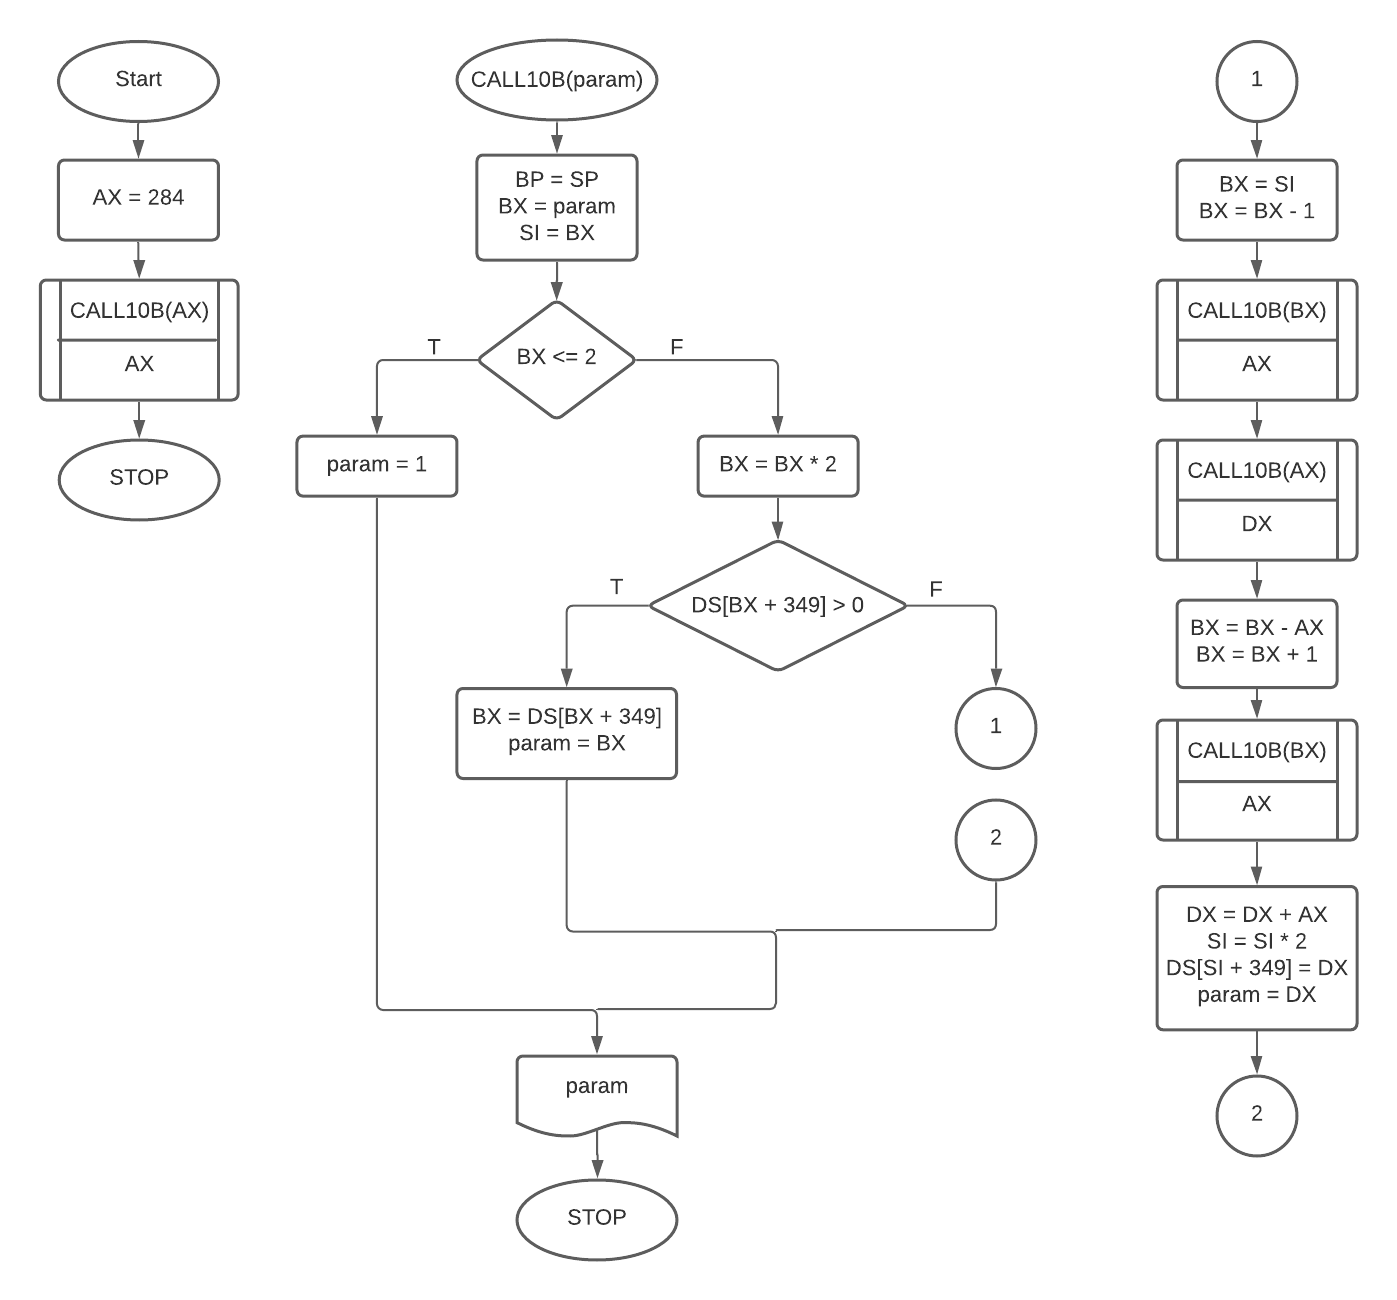 Start
AX = 284
CALL10B(AX)
AX
STOP
CALL10B(param)
BP = SP
BX = param
SI = BX
BX <= 2
T
F
param = 1
BX = BX * 2
DS[BX + 349] > 0
T
F
BX = DS[BX + 349]
param = BX
1
2
param
STOP
1
BX = SI
BX = BX - 1
CALL10B(BX)
AX
CALL10B(AX)
DX
BX = BX - AX
BX = BX + 1
CALL10B(BX)
AX
DX = DX + AX
SI = SI * 2
DS[SI + 349] = DX
param = DX
2